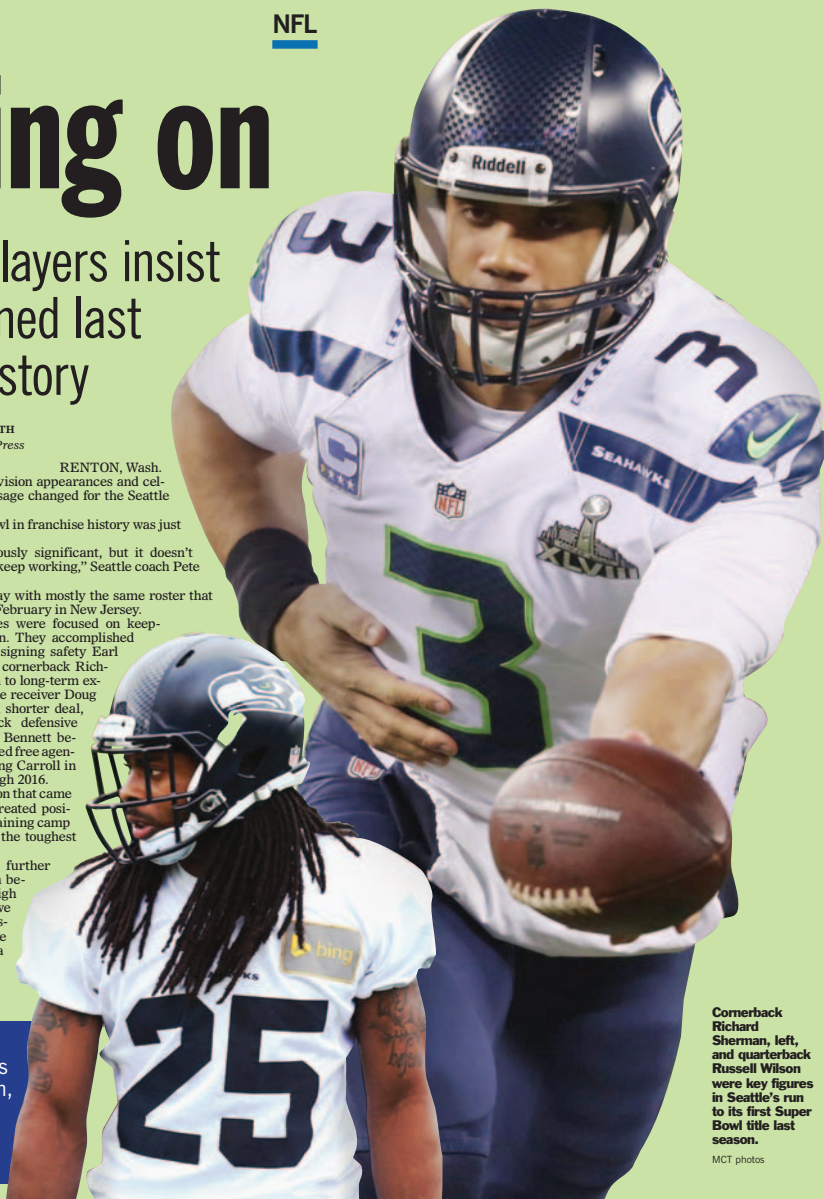 NFL
ing on
layers insist
ned last
story
TH
Press
RENTON, Wash.
vision appearances and cel-
sage changed for the Seattle
wl in franchise history was just
ously significant, but it doesn't
keep working,” Seattle coach Pete
ay with mostly the same roster that
February in New Jersey.
es were focused on keep-
n. They accomplished
signing safety Earl
cornerback Rich-
to long-term ex-
e receiver Doug
shorter deal,
ck defensive
Bennett be-
ed free agen-
ng Carroll in
gh 2016.
on that came
reated posi-
aining camp
the toughest
further
be-
igh
ve
s-
e
a
s
n,
Riddell
3
3
C
NFL
SEAHAWKS
XLVIII
3
NFL
bing
25
Cornerback
Richard
Sherman, left,
and quarterback
Russell Wilson
were key figures
in Seattle's run
to its first Super
Bowl title last
season.
MCT photos